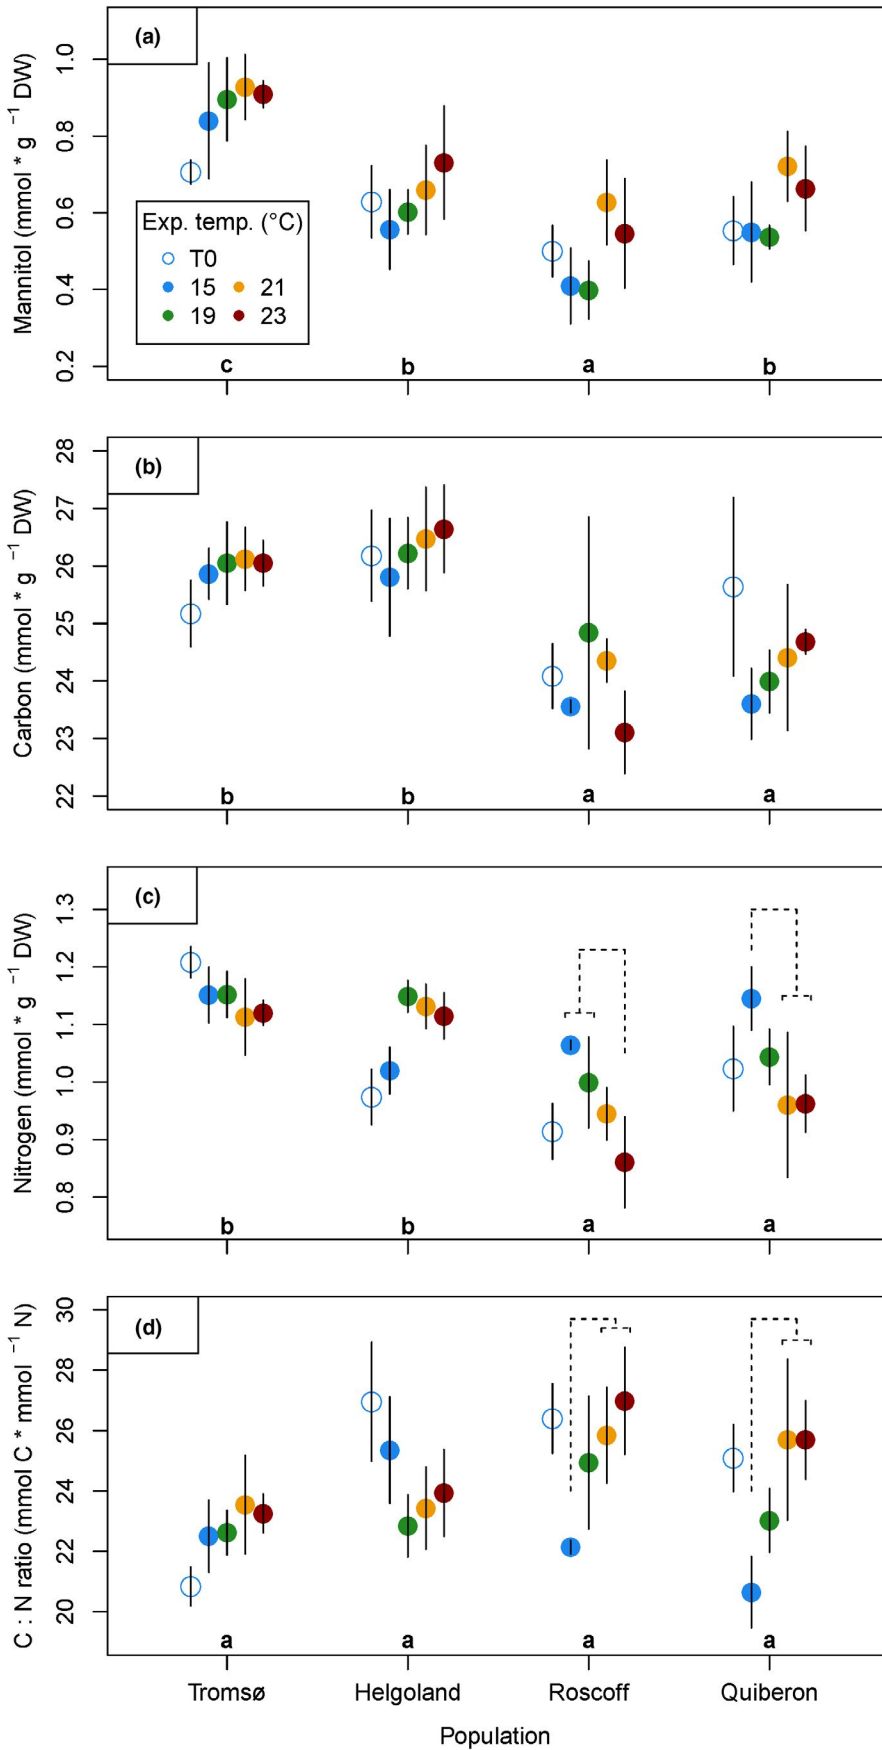 (a)
Mannitol (mmol * g⁻¹ DW)
1.0
0.8
0.6
0.4
0.2
Exp. temp. (°C)
T0
15 21
19 23
c b a b
(b)
Carbon (mmol * g⁻¹ DW)
28
27
26
25
24
23
22
b b a a
(c)
Nitrogen (mmol * g⁻¹ DW)
1.3
1.2
1.1
1.0
0.9
0.8
b b a a
(d)
C : N ratio (mmol C * mmol⁻¹ N)
30
28
26
24
22
20
a a a a
Tromsø Helgoland Roscoff Quiberon
Population